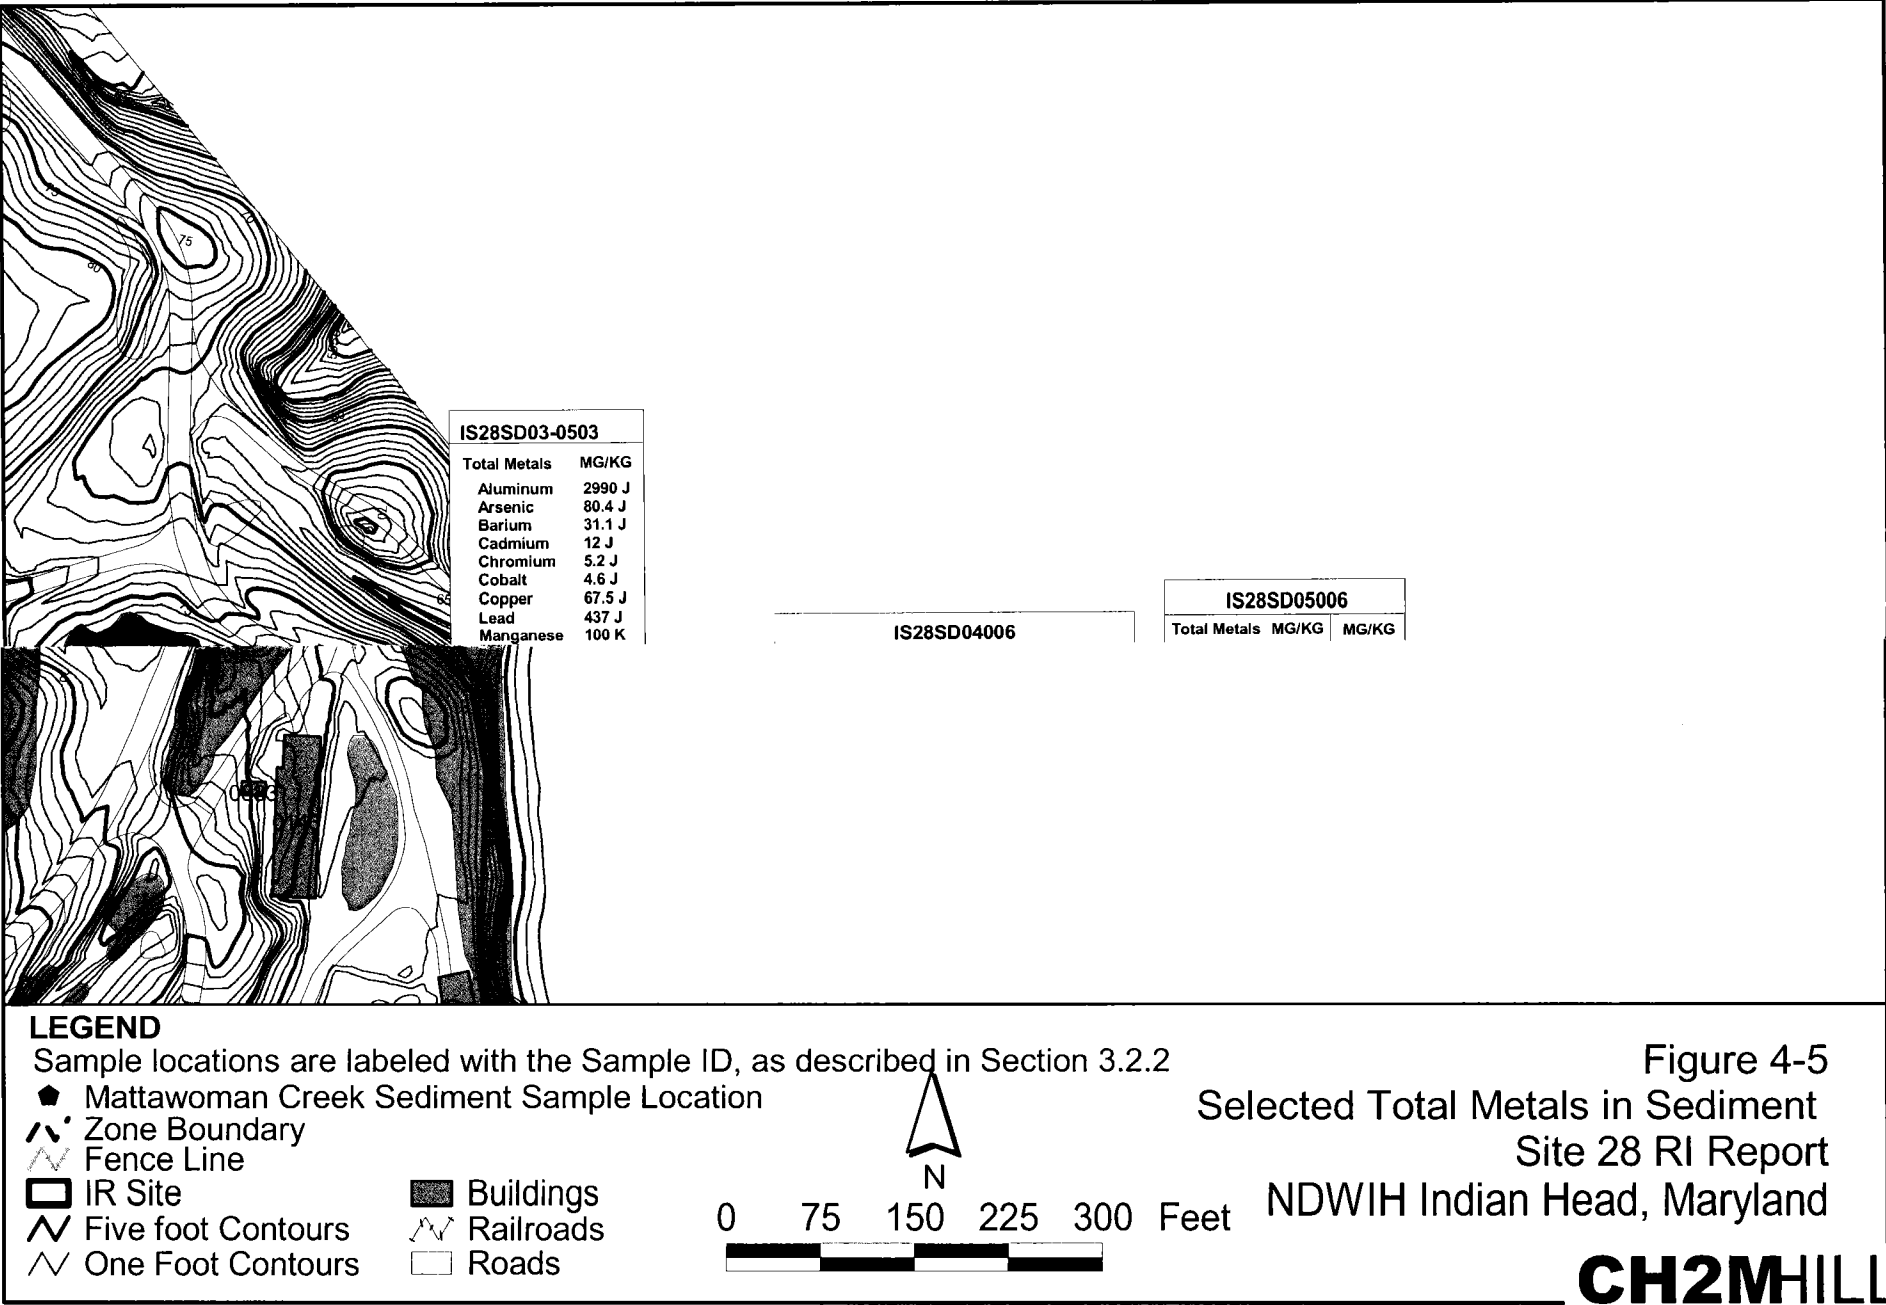 75
80
65
IS28SD03-0503
Total Metals MG/KG
Aluminum 2990 J
Arsenic 80.4 J
Barium 31.1 J
Cadmium 12 J
Chromium 5.2 J
Cobalt 4.6 J
Copper 67.5 J
Lead 437 J
Manganese 100 K
IS28SD04006
IS28SD05006
Total Metals MG/KG MG/KG
LEGEND
Sample locations are labeled with the Sample ID, as described in Section 3.2.2
Mattawoman Creek Sediment Sample Location
Zone Boundary
Fence Line
IR Site
Five foot Contours
One Foot Contours
Buildings
Railroads
Roads
N
0 75 150 225 300 Feet
Figure 4-5
Selected Total Metals in Sediment
Site 28 RI Report
NDWIH Indian Head, Maryland
CH2MHILL